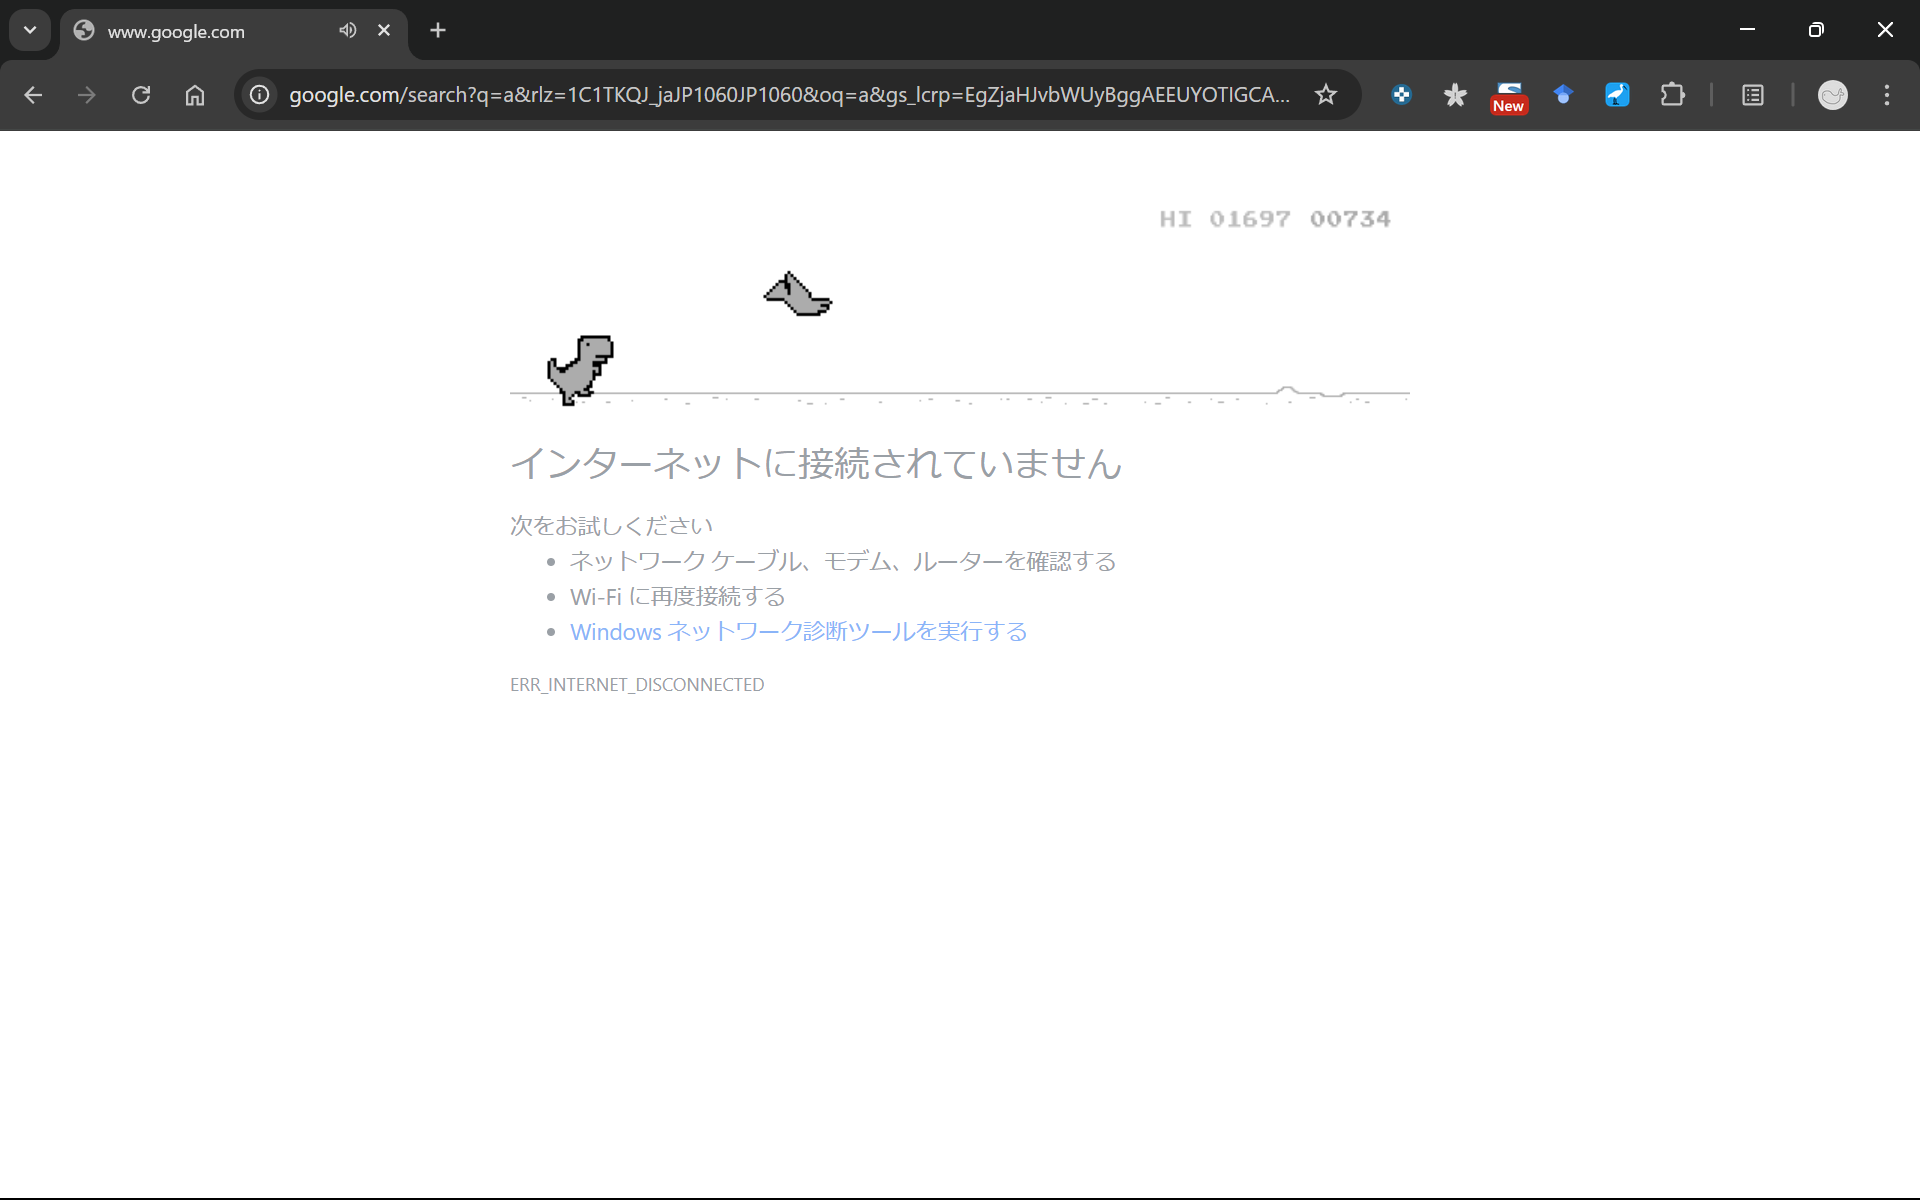 www.google.com
google.com/search?q=a&rlz=1C1TKQJ_jaJP1060JP1060&oq=a&gs_lcrp=EgZjaHJvbWUyBggAEEUYOTIGCA...
New
HI 01697 00734
インターネットに接続されていません
次をお試しください
ネットワーク ケーブル、モデム、ルーターを確認する
Wi-Fi に再度接続する
Windows ネットワーク診断ツールを実行する
ERR_INTERNET_DISCONNECTED